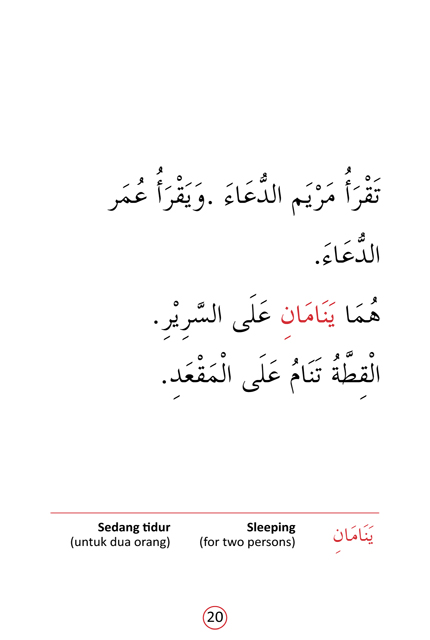 تَقْرَأُ مَرْيَم الدُّعَاءَ .وَيَقْرَأُ عُمَر
الدُّعَاءَ.
هُمَا يَنَامَانِ عَلَى السَّرِيْرِ.
الْقِطَّةُ تَنَامُ عَلَى الْمَقْعَدِ.
يَنَامَانِ Sleeping Sedang tidur
(for two persons) (untuk dua orang)
20